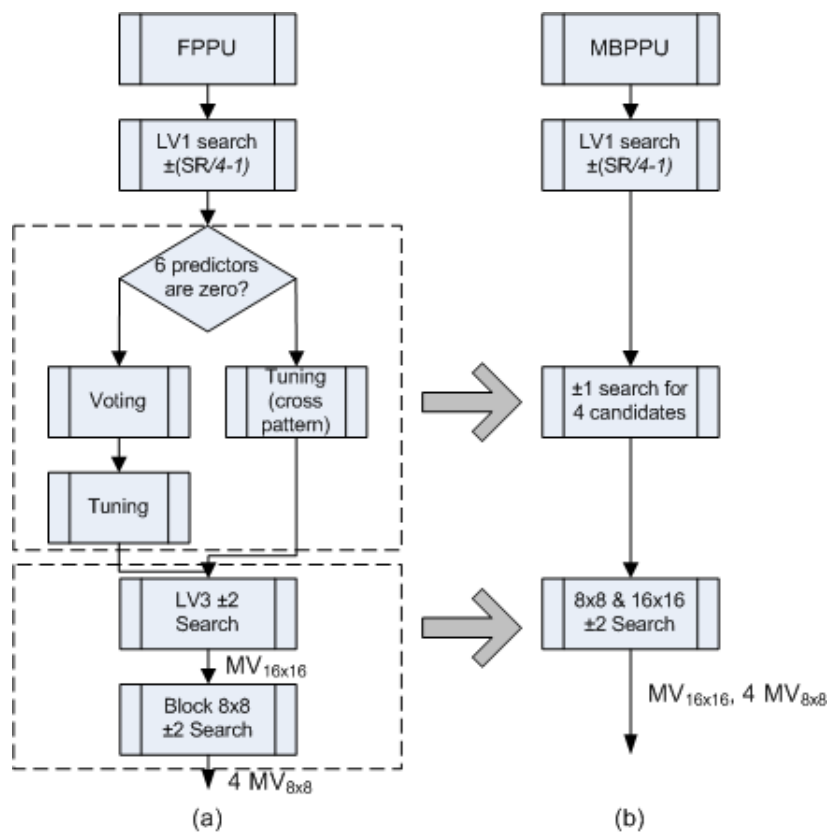 FPPU
LV1 search
±(SR/4-1)
6 predictors
are zero?
Voting
Tuning
(cross
pattern)
Tuning
LV3 ±2
Search
MV16x16
Block 8x8
±2 Search
4 MV8x8
(a)
MBPPU
LV1 search
±(SR/4-1)
±1 search for
4 candidates
8x8 & 16x16
±2 Search
MV16x16, 4 MV8x8
(b)